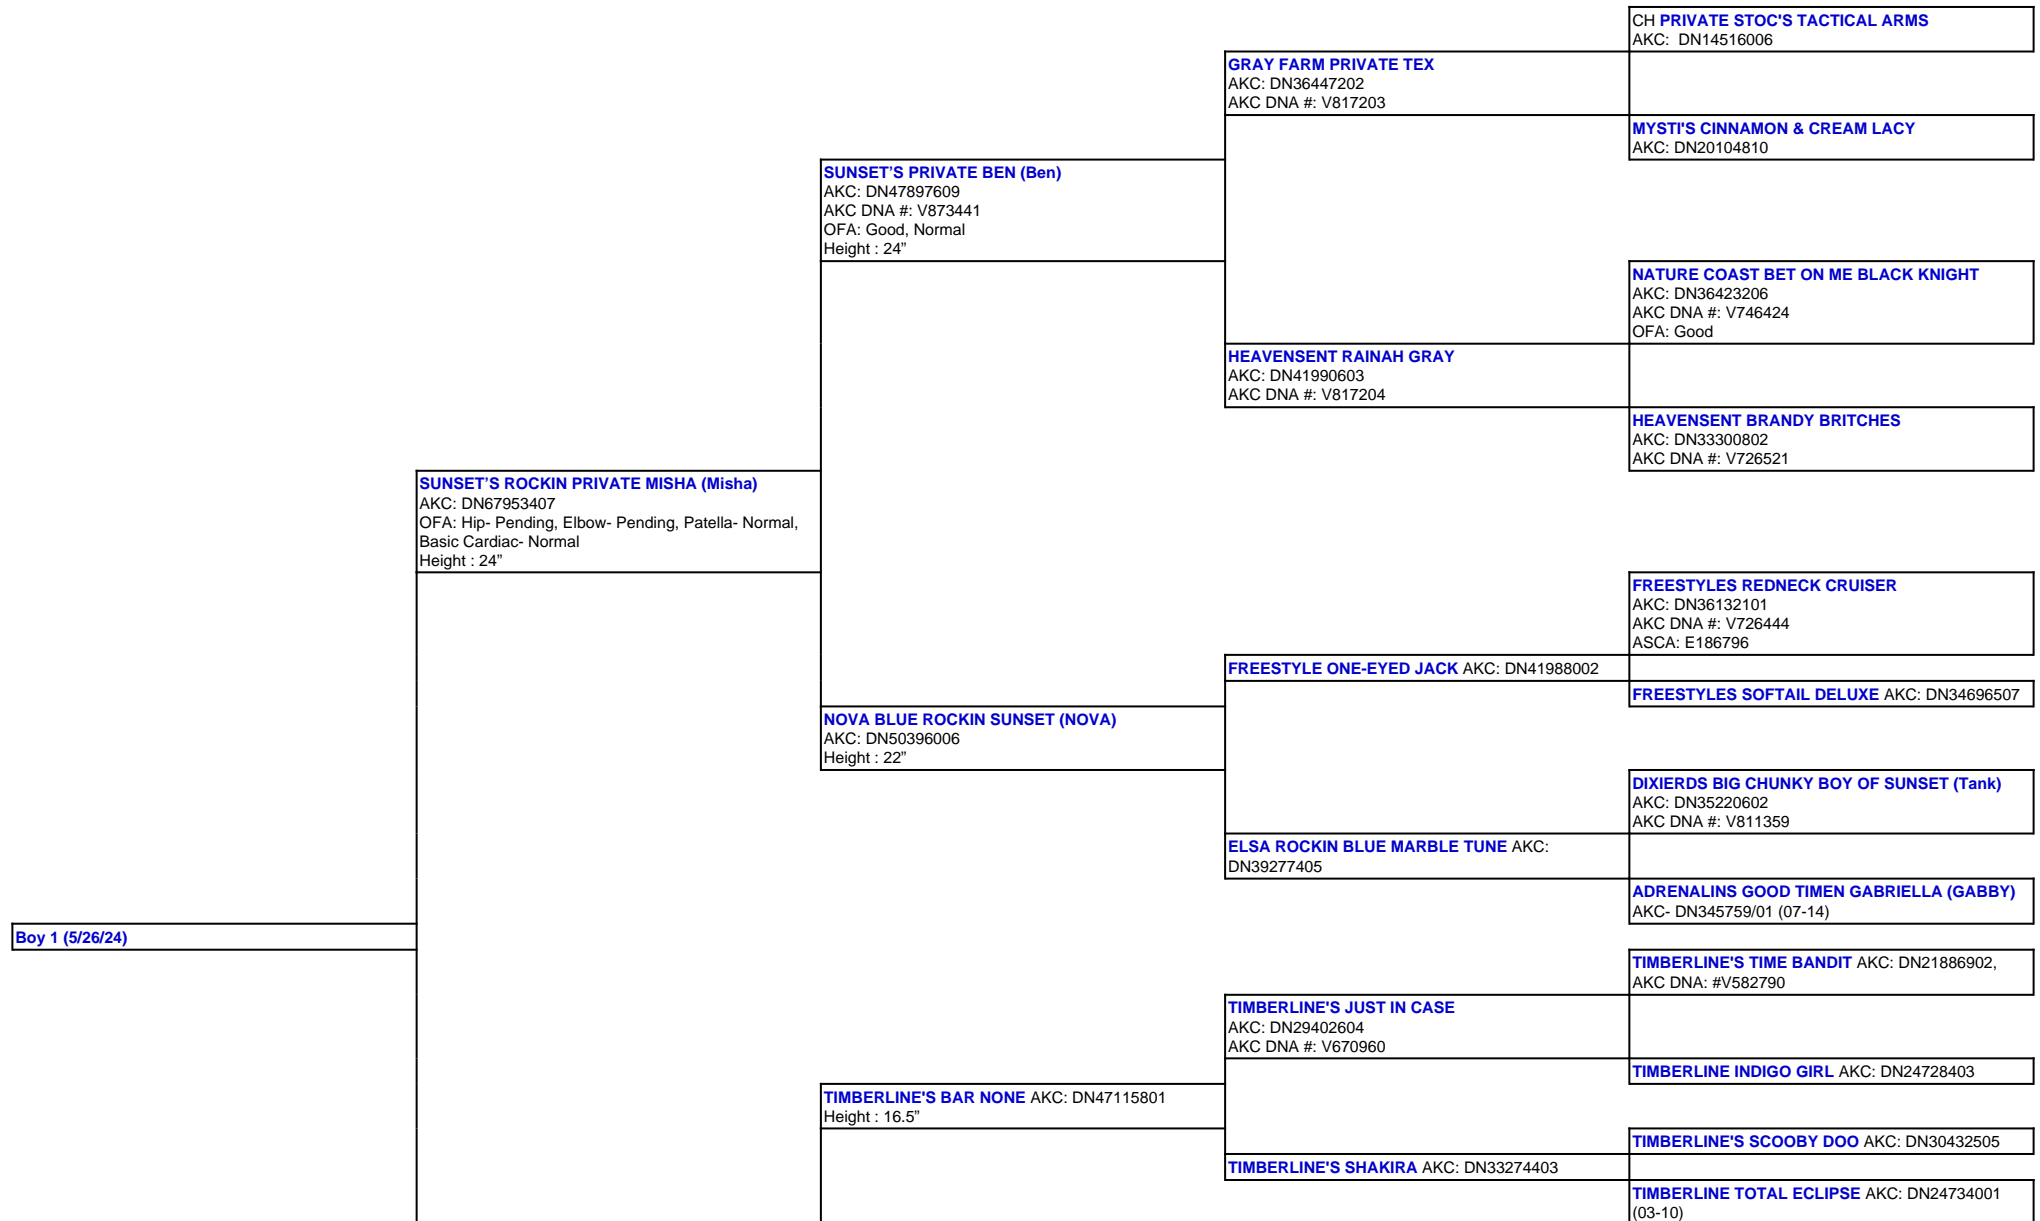 CH PRIVATE STOC'S TACTICAL ARMS
AKC:  DN14516006
GRAY FARM PRIVATE TEX
AKC: DN36447202
AKC DNA #: V817203
MYSTI'S CINNAMON & CREAM LACY
AKC: DN20104810
SUNSET’S PRIVATE BEN (Ben)
AKC: DN47897609
AKC DNA #: V873441
OFA: Good, Normal
Height : 24”
NATURE COAST BET ON ME BLACK KNIGHT
AKC: DN36423206
AKC DNA #: V746424
OFA: Good
HEAVENSENT RAINAH GRAY
AKC: DN41990603
AKC DNA #: V817204
HEAVENSENT BRANDY BRITCHES
AKC: DN33300802
AKC DNA #: V726521
SUNSET’S ROCKIN PRIVATE MISHA (Misha)
AKC: DN67953407
OFA: Hip- Pending, Elbow- Pending, Patella- Normal,
Basic Cardiac- Normal
Height : 24”
FREESTYLES REDNECK CRUISER
AKC: DN36132101
AKC DNA #: V726444
ASCA: E186796
FREESTYLE ONE-EYED JACK AKC: DN41988002
FREESTYLES SOFTAIL DELUXE AKC: DN34696507
NOVA BLUE ROCKIN SUNSET (NOVA)
AKC: DN50396006
Height : 22”
DIXIERDS BIG CHUNKY BOY OF SUNSET (Tank)
AKC: DN35220602
AKC DNA #: V811359
ELSA ROCKIN BLUE MARBLE TUNE AKC:
DN39277405
ADRENALINS GOOD TIMEN GABRIELLA (GABBY)
AKC- DN345759/01 (07-14)
Boy 1 (5/26/24)
TIMBERLINE'S TIME BANDIT AKC: DN21886902,
AKC DNA: #V582790
TIMBERLINE'S JUST IN CASE
AKC: DN29402604
AKC DNA #: V670960
TIMBERLINE INDIGO GIRL AKC: DN24728403
TIMBERLINE'S BAR NONE AKC: DN47115801
Height : 16.5”
TIMBERLINE'S SCOOBY DOO AKC: DN30432505
TIMBERLINE'S SHAKIRA AKC: DN33274403
TIMBERLINE TOTAL ECLIPSE AKC: DN24734001
(03-10)